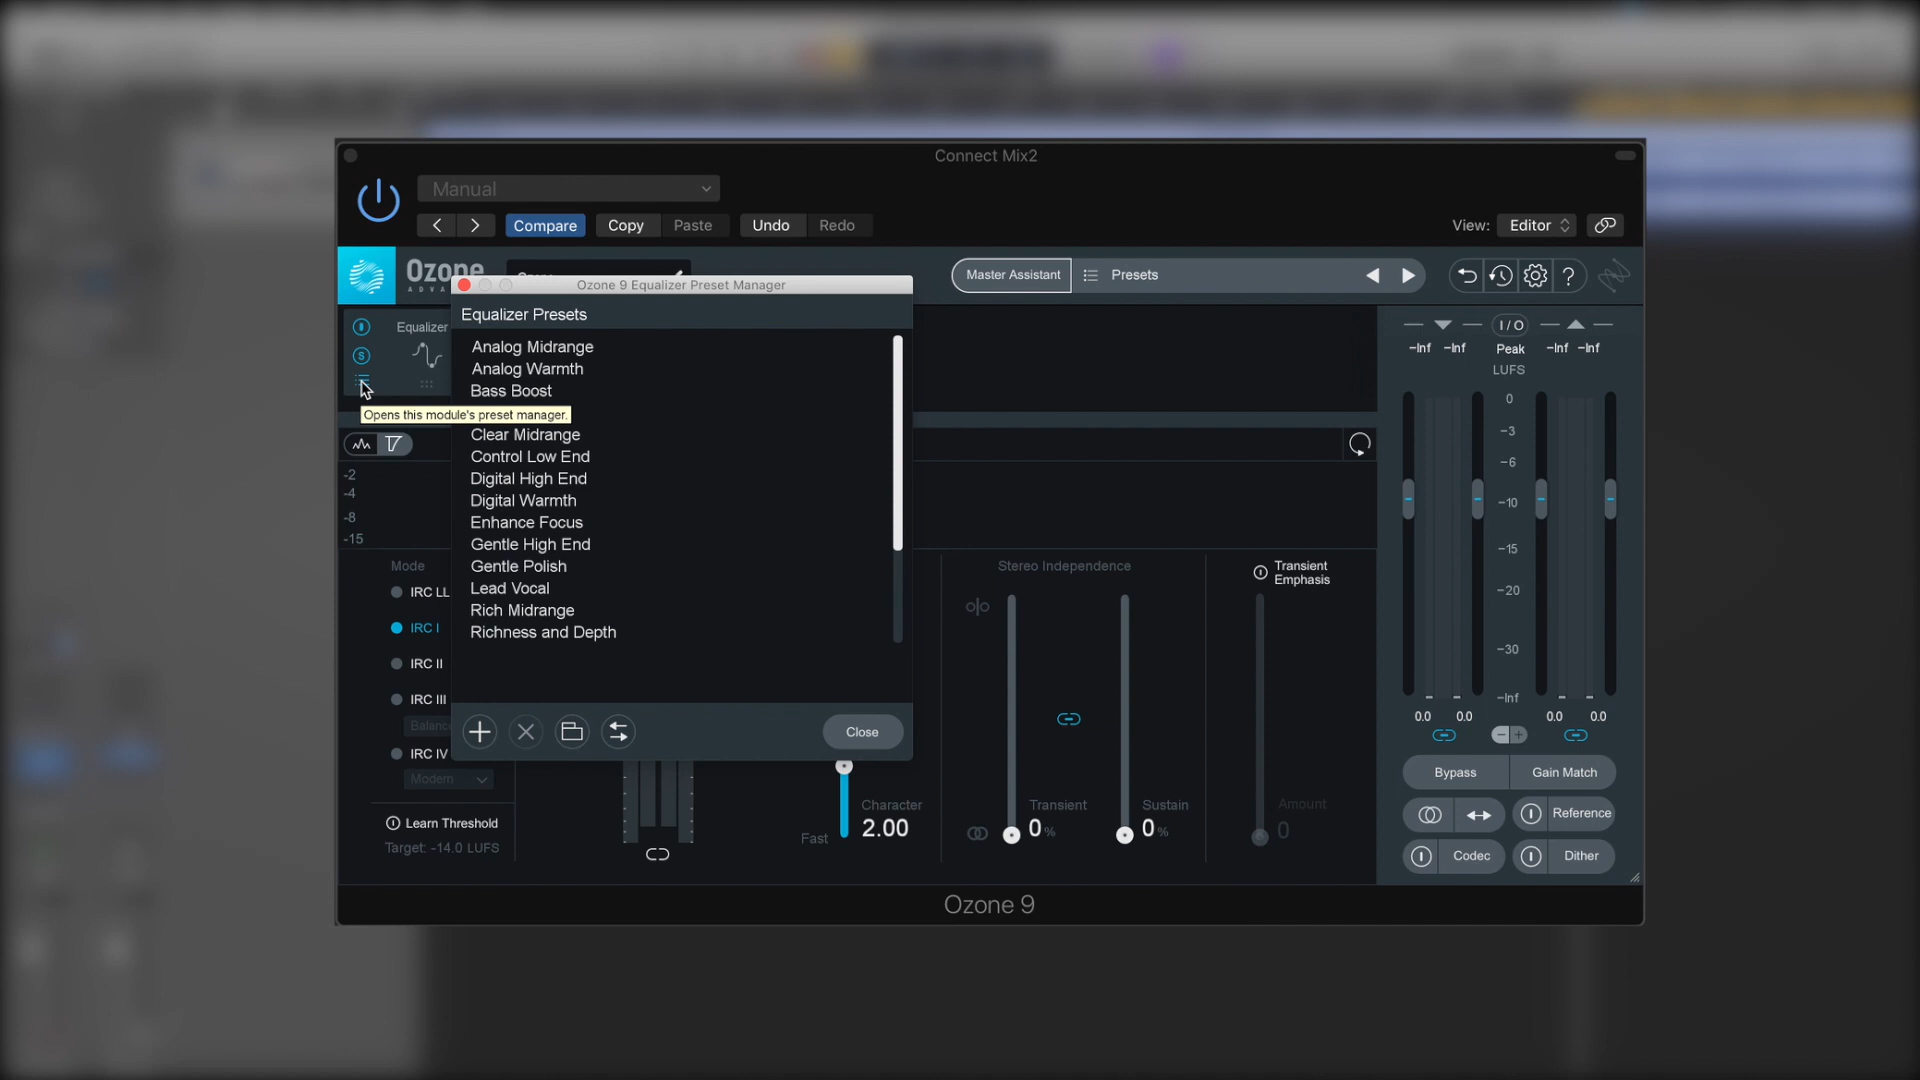 Connect Mix2
Manual
Compare
Copy
Paste
Undo
Redo
View:
Editor
Ozone
Master Assistant
Presets
?
Ozone 9 Equalizer Preset Manager
Equalizer Presets
Equalizer
S
Analog Midrange
Analog Warmth
Bass Boost
Opens this module's preset manager.
Clear Midrange
Control Low End
Digital High End
Digital Warmth
Enhance Focus
Gentle High End
Gentle Polish
Lead Vocal
Rich Midrange
Richness and Depth
Close
-2
-4
-8
-15
Mode
IRC LL
IRC I
IRC II
IRC III
Balanc
IRC IV
Modern
Learn Threshold
Target: -14.0 LUFS
Character
2.00
Fast
Stereo Independence
Transient
0 %
Sustain
0 %
Transient
Emphasis
Amount
0
I/O
-Inf -Inf Peak -Inf -Inf
LUFS
0
-3
-6
-10
-15
-20
-30
-Inf
0.0 0.0 0.0 0.0
Bypass
Gain Match
Reference
Codec
Dither
Ozone 9